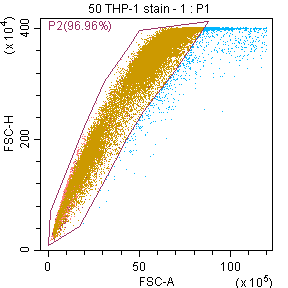 50 THP-1 stain - 1 : P1
P2(96.96%)
(x 10⁴)
400
200
0
FSC-H
0 50 100
FSC-A (x 10⁵)